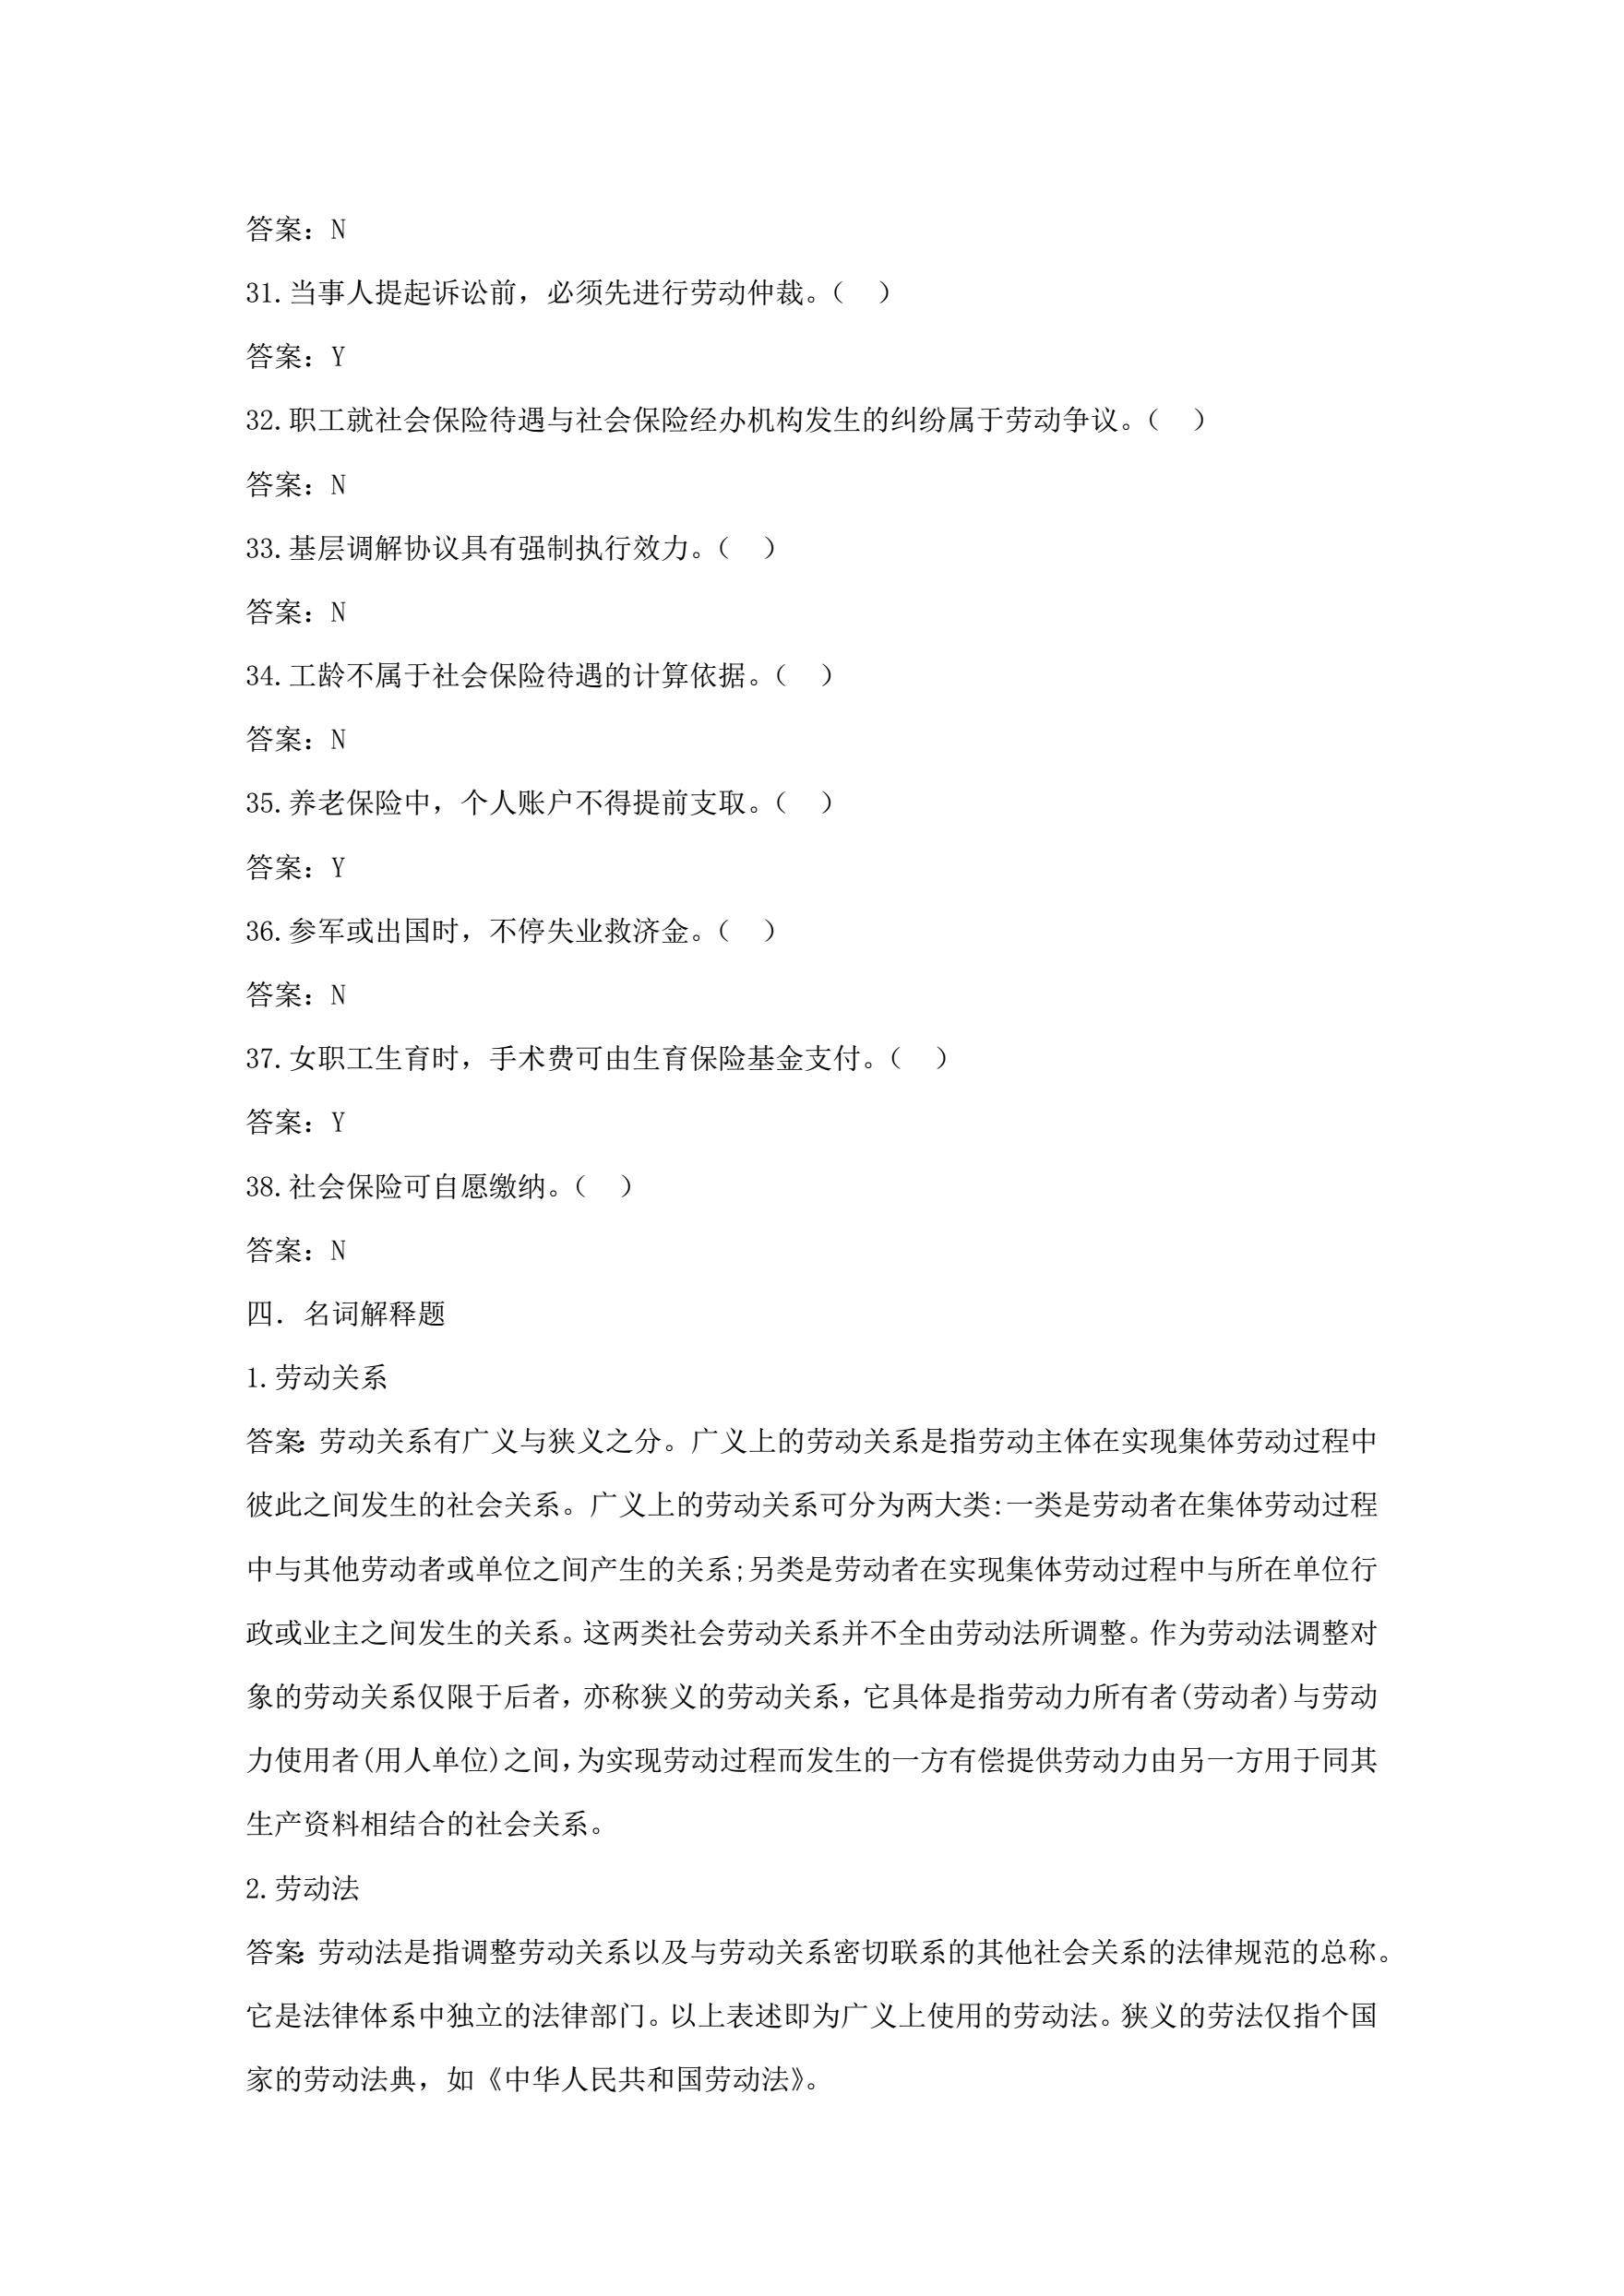 答案：N
31.当事人提起诉讼前，必须先进行劳动仲裁。（　）
答案：Y
32.职工就社会保险待遇与社会保险经办机构发生的纠纷属于劳动争议。（　）
答案：N
33.基层调解协议具有强制执行效力。（　）
答案：N
34.工龄不属于社会保险待遇的计算依据。（　）
答案：N
35.养老保险中，个人账户不得提前支取。（　）
答案：Y
36.参军或出国时，不停失业救济金。（　）
答案：N
37.女职工生育时，手术费可由生育保险基金支付。（　）
答案：Y
38.社会保险可自愿缴纳。（　）
答案：N
四．名词解释题
1.劳动关系
答案：劳动关系有广义与狭义之分。广义上的劳动关系是指劳动主体在实现集体劳动过程中
彼此之间发生的社会关系。广义上的劳动关系可分为两大类:一类是劳动者在集体劳动过程
中与其他劳动者或单位之间产生的关系;另类是劳动者在实现集体劳动过程中与所在单位行
政或业主之间发生的关系。这两类社会劳动关系并不全由劳动法所调整。作为劳动法调整对
象的劳动关系仅限于后者，亦称狭义的劳动关系，它具体是指劳动力所有者(劳动者)与劳动
力使用者(用人单位)之间,为实现劳动过程而发生的一方有偿提供劳动力由另一方用于同其
生产资料相结合的社会关系。
2.劳动法
答案：劳动法是指调整劳动关系以及与劳动关系密切联系的其他社会关系的法律规范的总称。
它是法律体系中独立的法律部门。以上表述即为广义上使用的劳动法。狭义的劳法仅指个国
家的劳动法典，如《中华人民共和国劳动法》。